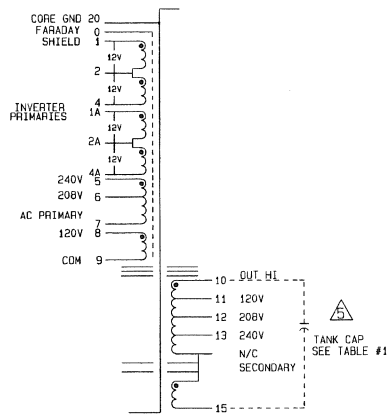 CORE GND 20
FARADAY 0
SHIELD 1
12V
2
12V
4
INVERTER 1A
PRIMARIES
12V
2A
12V
4A
240V 5
208V 6
AC PRIMARY 7
120V 8
COM 9
10 OUT HI
11 120V
12 208V
13 240V
N/C
SECONDARY
15
5
TANK CAP
SEE TABLE #1